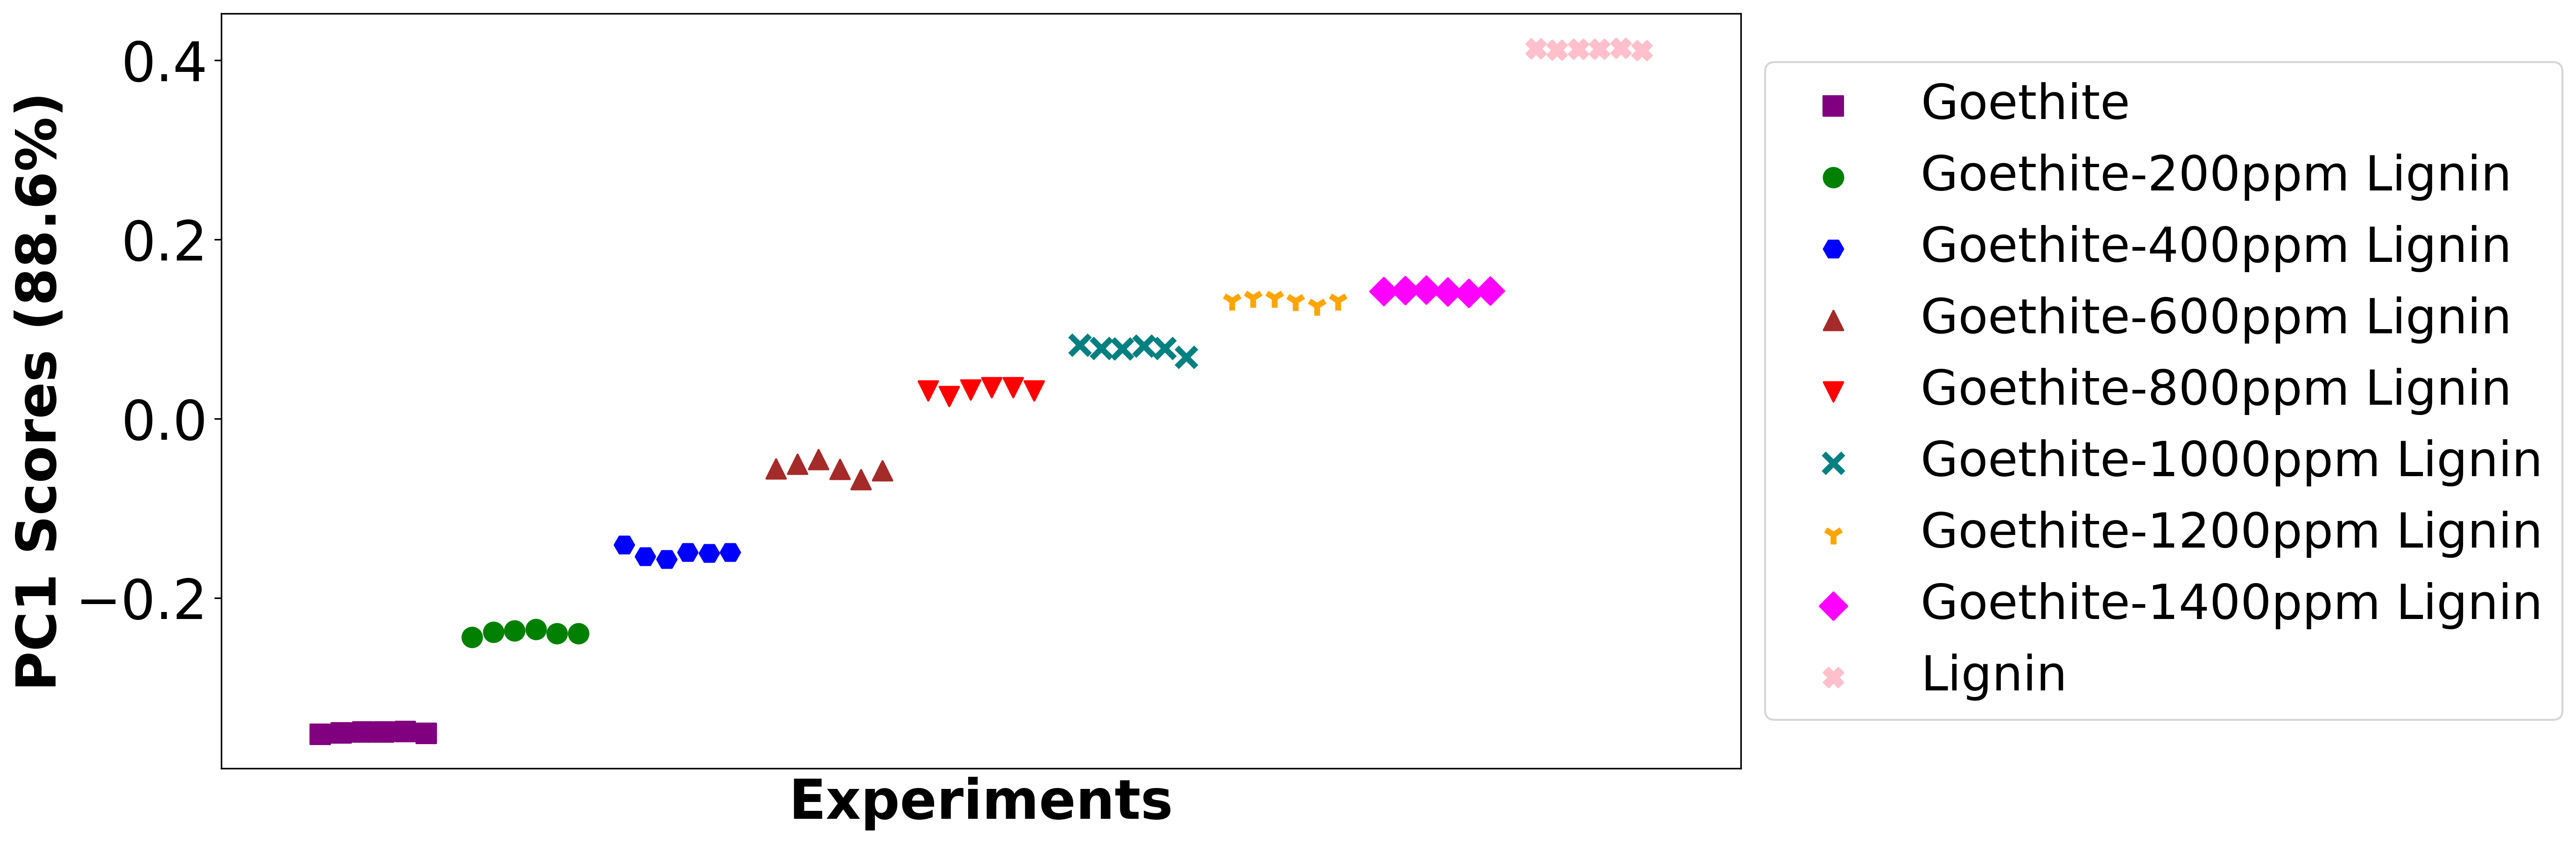 PC1 Scores (88.6%)
0.4
0.2
0.0
−0.2
Experiments
Goethite
Goethite-200ppm Lignin
Goethite-400ppm Lignin
Goethite-600ppm Lignin
Goethite-800ppm Lignin
Goethite-1000ppm Lignin
Goethite-1200ppm Lignin
Goethite-1400ppm Lignin
Lignin